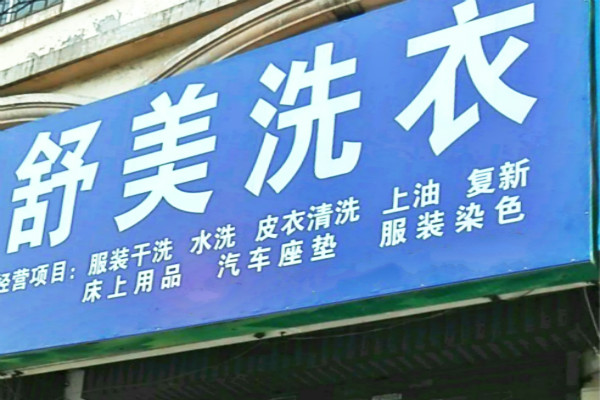 舒美洗衣
经营项目：服装干洗 水洗 皮衣清洗 上油 复新
床上用品 汽车座垫 服装染色